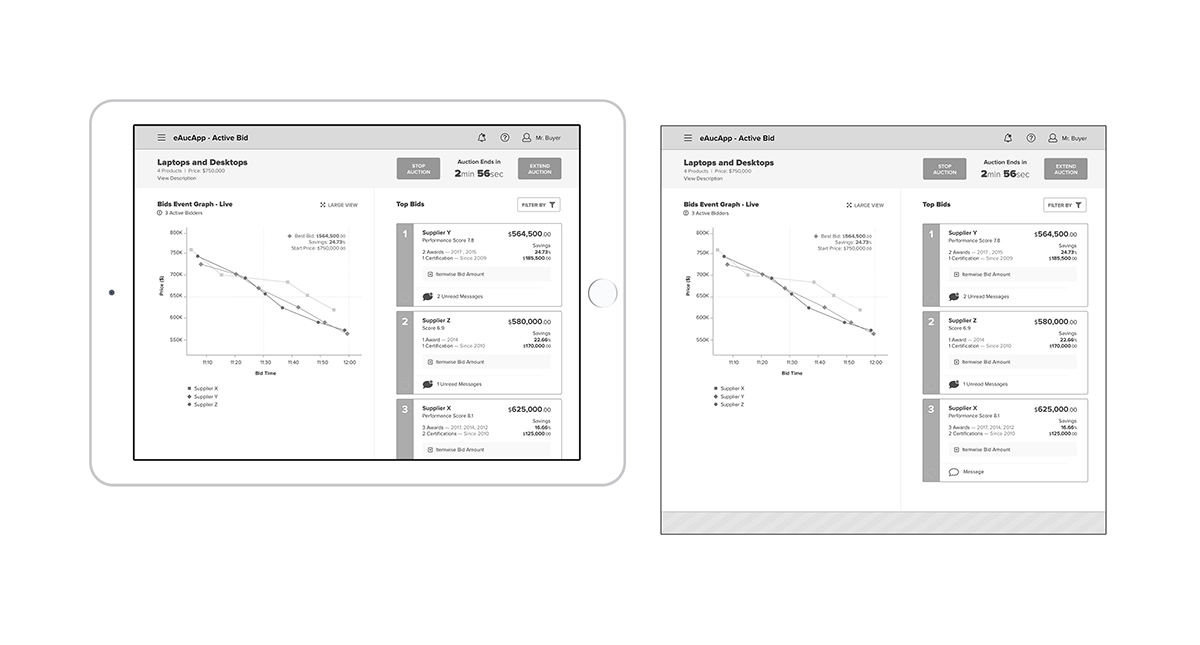 eAucApp - Active Bid
Mr. Buyer
Laptops and Desktops
4 Products | Price: $750,000
View Description
STOP AUCTION
Auction Ends in
2min 56sec
EXTEND AUCTION
Bids Event Graph - Live
3 Active Bidders
LARGE VIEW
Top Bids
FILTER BY
Best Bid: $564,500.00
Savings: 24.73%
Start Price: $750,000.00
800K
750K
700K
650K
600K
550K
Price ($)
11:10 11:20 11:30 11:40 11:50 12:00
Bid Time
Supplier X
Supplier Y
Supplier Z
1
Supplier Y
$564,500.00
Performance Score 7.8
Savings
2 Awards — 2017, 2015
24.73%
1 Certification — Since 2009
$185,500.00
Itemwise Bid Amount
2 Unread Messages
2
Supplier Z
$580,000.00
Score 6.9
Savings
1 Award — 2014
22.66%
1 Certification — Since 2010
$170,000.00
Itemwise Bid Amount
1 Unread Messages
3
Supplier X
$625,000.00
Performance Score 8.1
Savings
3 Awards — 2017, 2014, 2012
16.66%
2 Certifications — Since 2010
$125,000.00
Itemwise Bid Amount
eAucApp - Active Bid
Mr. Buyer
Laptops and Desktops
4 Products | Price: $750,000
View Description
STOP AUCTION
Auction Ends in
2min 56sec
EXTEND AUCTION
Bids Event Graph - Live
3 Active Bidders
LARGE VIEW
Top Bids
FILTER BY
Best Bid: $564,500.00
Savings: 24.73%
Start Price: $750,000.00
800K
750K
700K
650K
600K
550K
Price ($)
11:10 11:20 11:30 11:40 11:50 12:00
Bid Time
Supplier X
Supplier Y
Supplier Z
1
Supplier Y
$564,500.00
Performance Score 7.8
Savings
2 Awards — 2017, 2015
24.73%
1 Certification — Since 2009
$185,500.00
Itemwise Bid Amount
2 Unread Messages
2
Supplier Z
$580,000.00
Score 6.9
Savings
1 Award — 2014
22.66%
1 Certification — Since 2010
$170,000.00
Itemwise Bid Amount
1 Unread Messages
3
Supplier X
$625,000.00
Performance Score 8.1
Savings
3 Awards — 2017, 2014, 2012
16.66%
2 Certifications — Since 2010
$125,000.00
Itemwise Bid Amount
Message